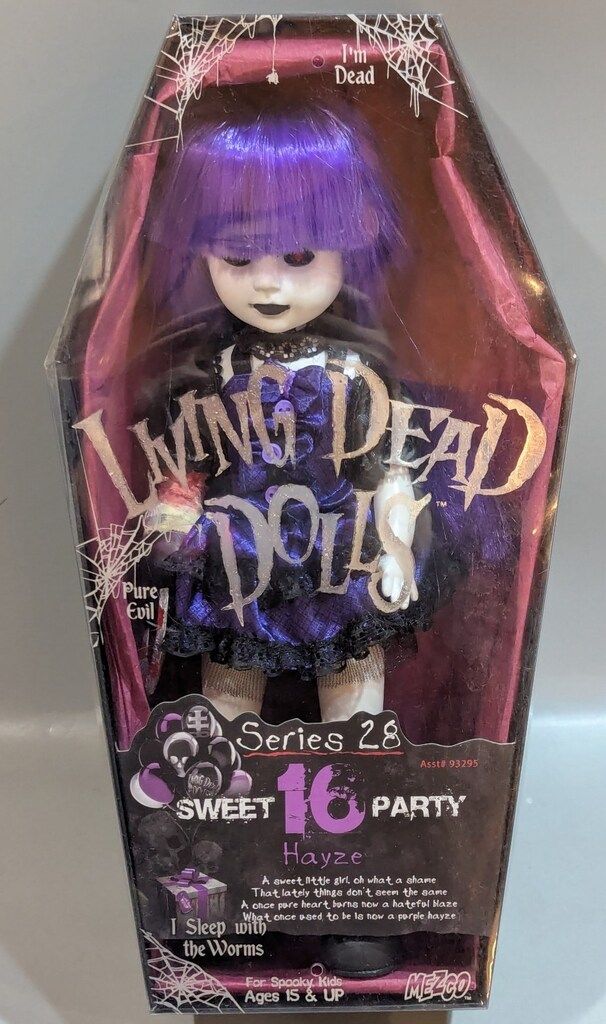 I'm
Dead
LIVING DEAD
DOLLS™
Pure
Evil
Series 28
Asst# 93295
SWEET 16 PARTY
Hayze
A sweet little girl, oh what a shame
That lately things don't seem the same
A once pure heart burns now a hateful blaze
What once used to be is now a purple hayze
I Sleep with
the Worms
For Spooky Kids
Ages 15 & UP
MEZCO™